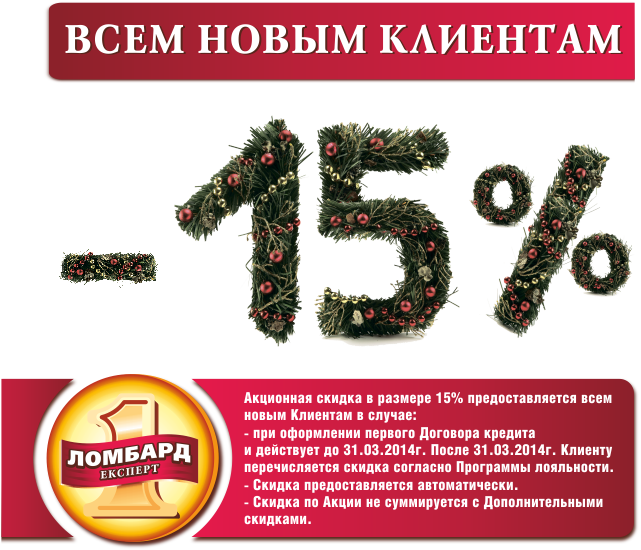 ВСЕМ НОВЫМ КЛИЕНТАМ
-15%
1
ЛОМБАРД
ЕКСПЕРТ
Акционная скидка в размере 15% предоставляется всем
новым Клиентам в случае:
- при оформлении первого Договора кредита
и действует до 31.03.2014г. После 31.03.2014г. Клиенту
перечисляется скидка согласно Программы лояльности.
- Скидка предоставляется автоматически.
- Скидка по Акции не суммируется с Дополнительными
скидками.